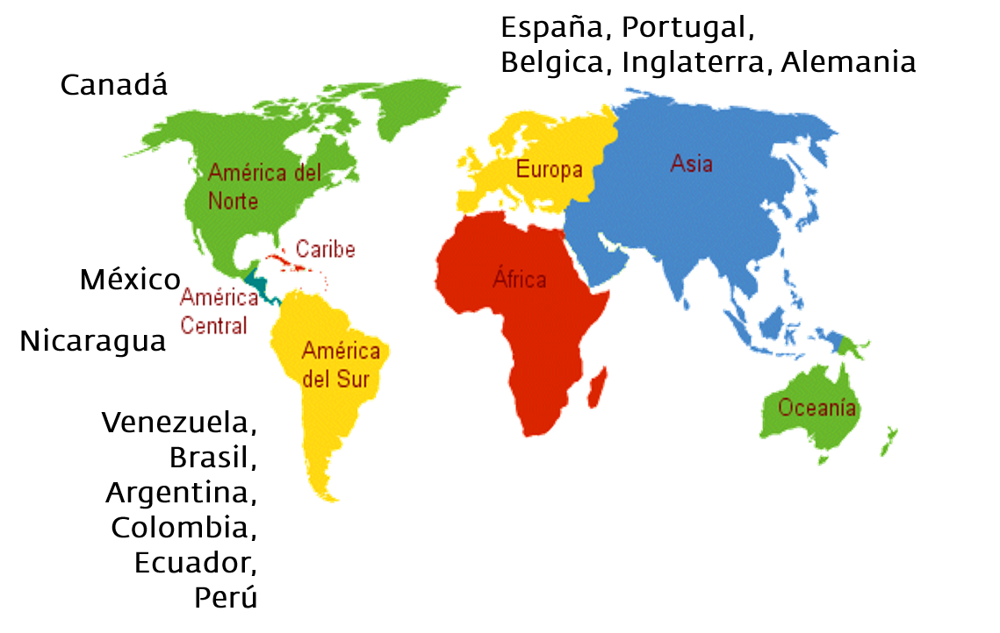 España, Portugal,
Belgica, Inglaterra, Alemania
Canadá
América del
Norte
Europa
Asia
Caribe
México
América
Central
África
Nicaragua
América
del Sur
Oceanía
Venezuela,
Brasil,
Argentina,
Colombia,
Ecuador,
Perú